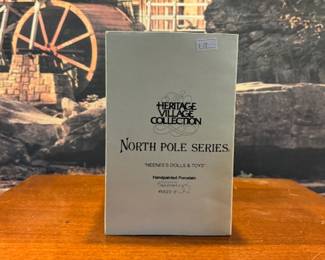 HERITAGE
VILLAGE
COLLECTION
NORTH POLE SERIES
"NEENEE'S DOLLS & TOYS"
Handpainted Porcelain